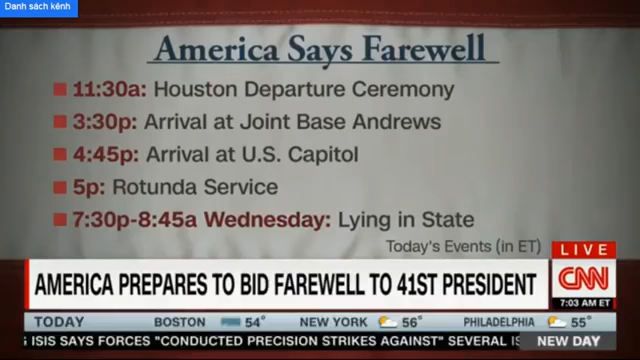 Danh sách kênh
America Says Farewell
11:30a: Houston Departure Ceremony
3:30p: Arrival at Joint Base Andrews
4:45p: Arrival at U.S. Capitol
5p: Rotunda Service
7:30p-8:45a Wednesday: Lying in State
Today's Events (in ET)
LIVE
AMERICA PREPARES TO BID FAREWELL TO 41ST PRESIDENT
CNN
7:03 AM ET
TODAY BOSTON 54° NEW YORK 56° PHILADELPHIA 55°
ISIS SAYS FORCES "CONDUCTED PRECISION STRIKES AGAINST" SEVERAL IS
NEW DAY